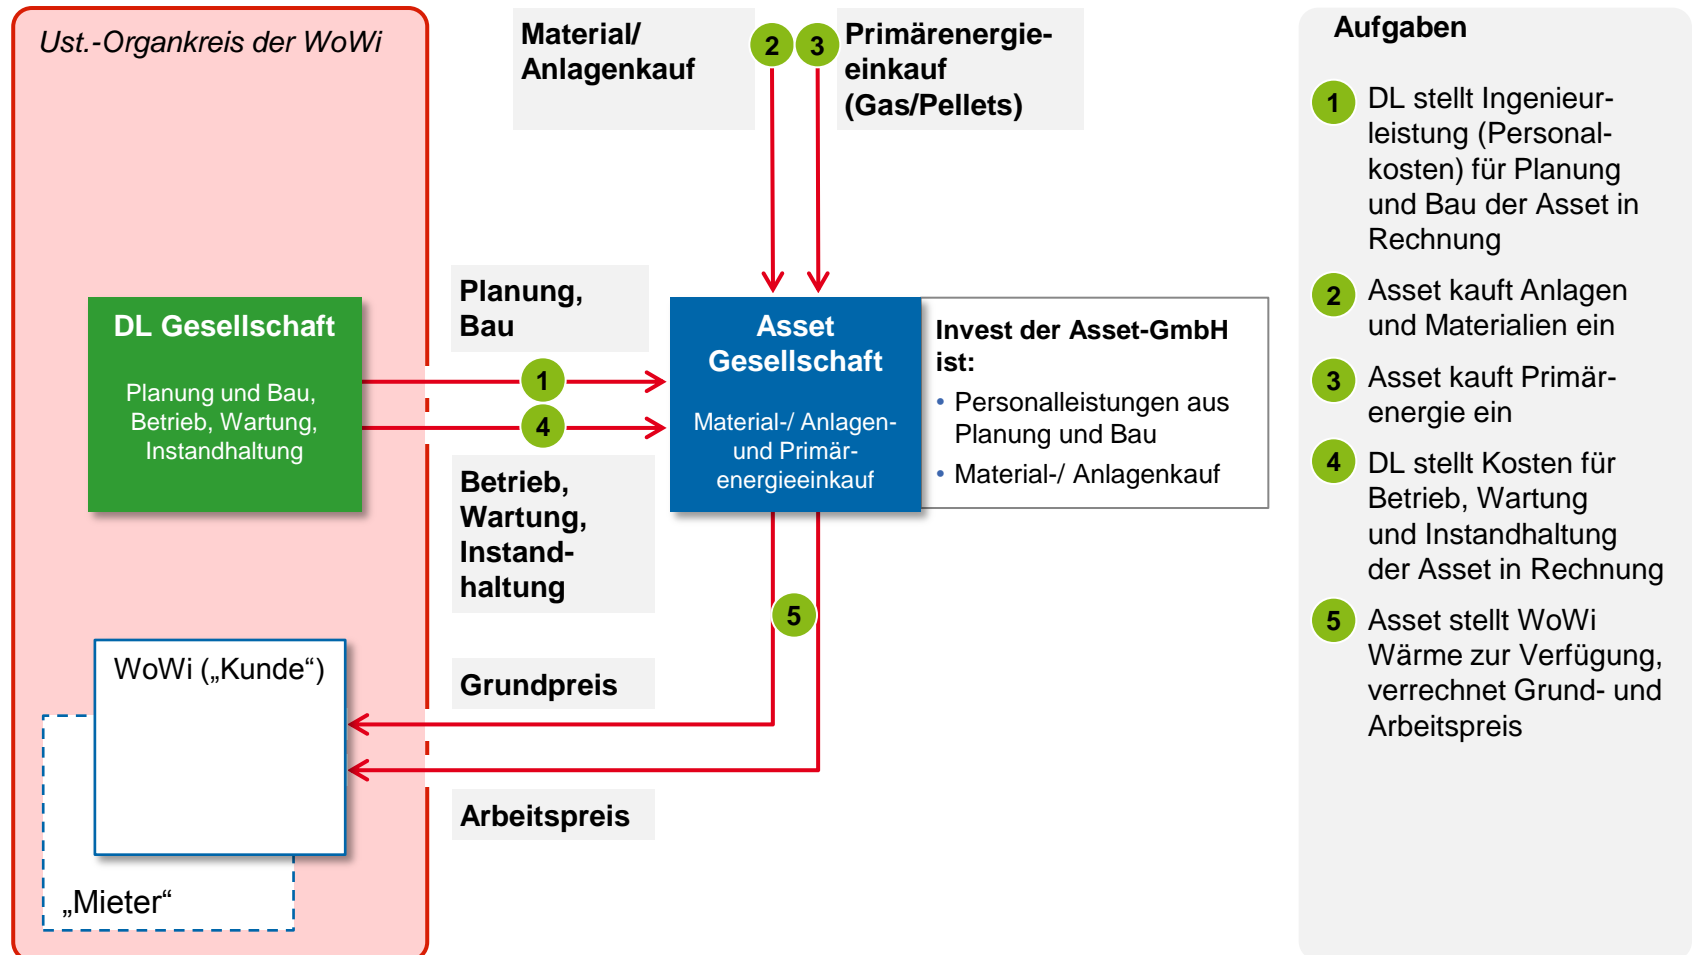 Ust.-Organkreis der WoWi
Material/
Anlagenkauf
2
3
Primärenergie-
einkauf
(Gas/Pellets)
DL Gesellschaft
Planung und Bau,
Betrieb, Wartung,
Instandhaltung
Planung,
Bau
1
4
Betrieb,
Wartung,
Instand-
haltung
Asset
Gesellschaft
Material-/ Anlagen-
und Primär-
energieeinkauf
Invest der Asset-GmbH
ist:
• Personalleistungen aus
Planung und Bau
• Material-/ Anlagenkauf
5
WoWi („Kunde“)
„Mieter“
Grundpreis
Arbeitspreis
Aufgaben
1 DL stellt Ingenieur-
leistung (Personal-
kosten) für Planung
und Bau der Asset in
Rechnung
2 Asset kauft Anlagen
und Materialien ein
3 Asset kauft Primär-
energie ein
4 DL stellt Kosten für
Betrieb, Wartung
und Instandhaltung
der Asset in Rechnung
5 Asset stellt WoWi
Wärme zur Verfügung,
verrechnet Grund- und
Arbeitspreis